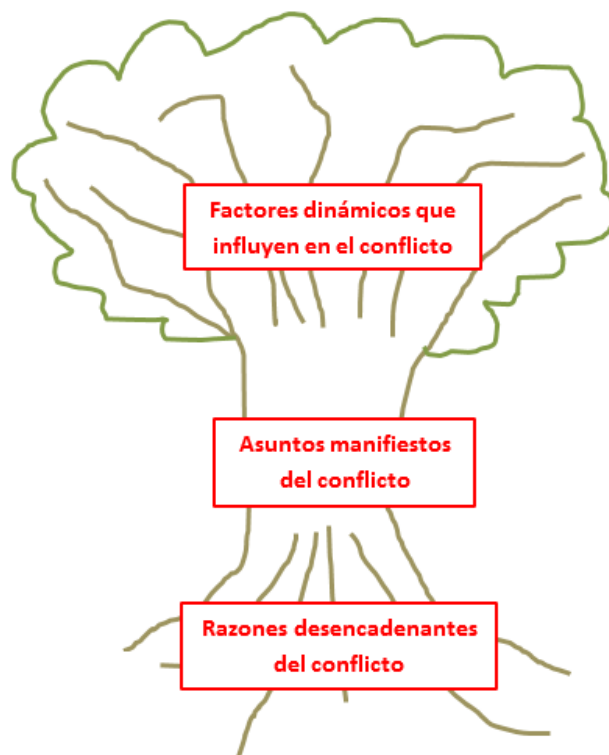 Factores dinámicos que
influyen en el conflicto
Asuntos manifiestos
del conflicto
Razones desencadenantes
del conflicto